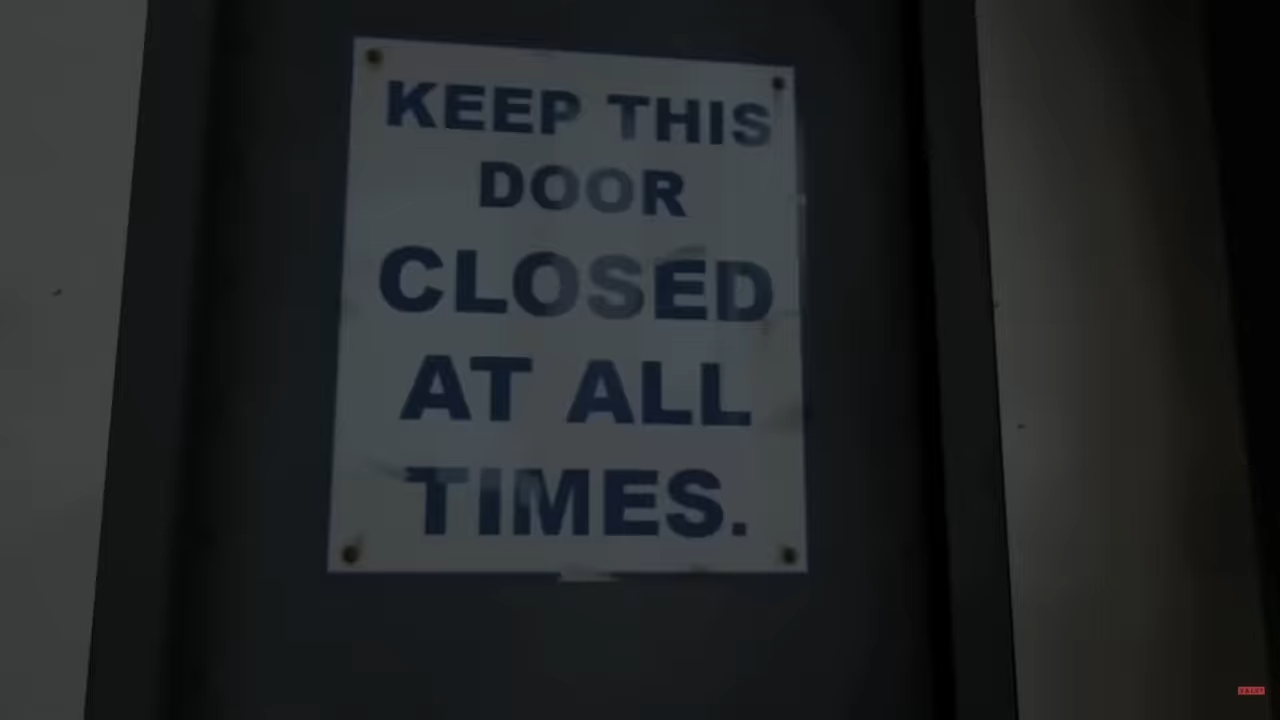 KEEP THIS
DOOR
CLOSED
AT ALL
TIMES.